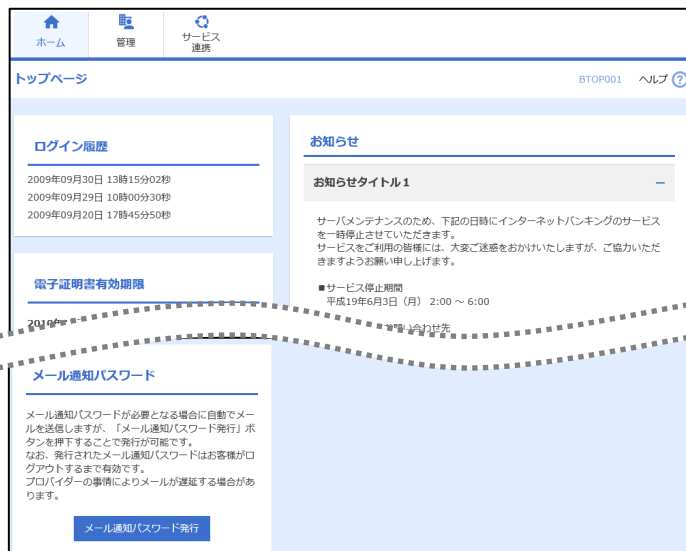 ホーム
管理
サービス
連携
トップページ
BTOP001 ヘルプ ?
ログイン履歴
2009年09月30日 13時15分02秒
2009年09月29日 10時00分30秒
2009年09月20日 17時45分50秒
電子証明書有効期限
2010年
お知らせ
お知らせタイトル1
サーバメンテナンスのため、下記の日時にインターネットバンキングのサービス
を一時停止させていただきます。
サービスをご利用の皆様には、大変ご迷惑をおかけいたしますが、ご協力いただ
きますようお願い申し上げます。
■サービス停止期間
平成19年6月3日（月） 2:00 ～ 6:00
問い合わせ先
メール通知パスワード
メール通知パスワードが必要となる場合に自動でメー
ルを送信しますが、「メール通知パスワード発行」ボ
タンを押下することで発行が可能です。
なお、発行されたメール通知パスワードはお客様がロ
グアウトするまで有効です。
プロバイダーの事情によりメールが遅延する場合があ
ります。
メール通知パスワード発行